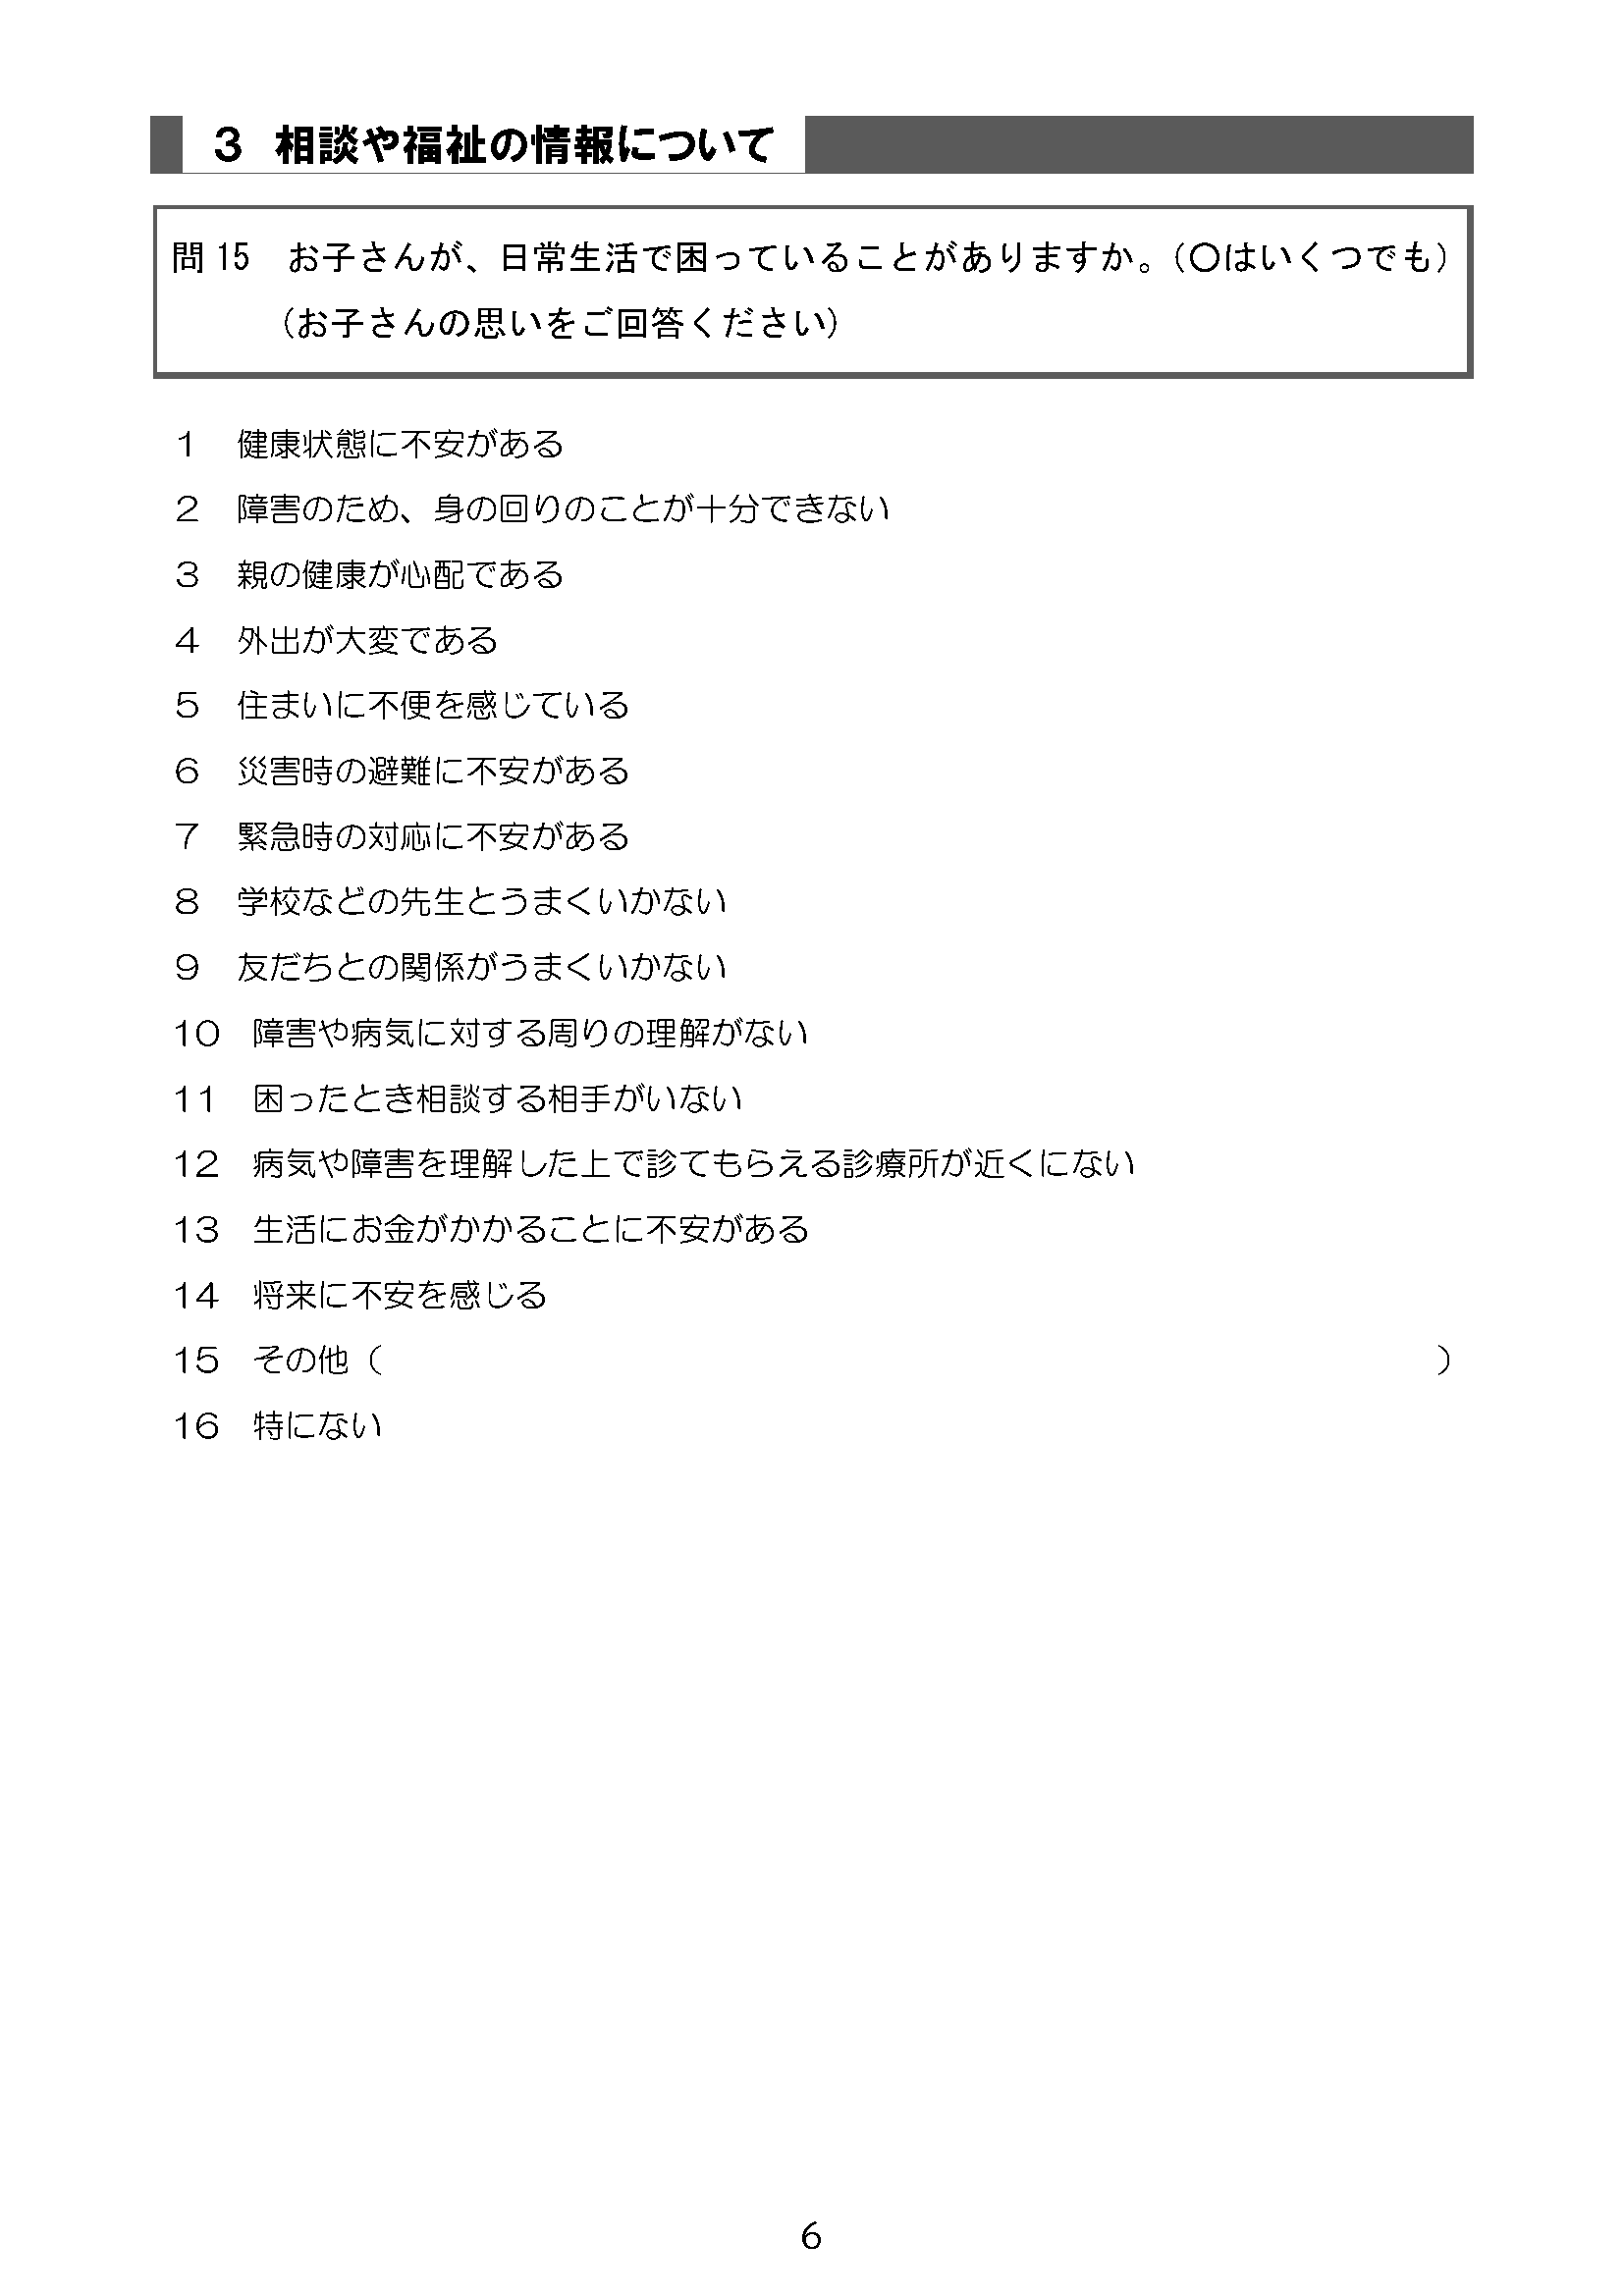 3 相談や福祉の情報について
問 15　お子さんが、日常生活で困っていることがありますか。（〇はいくつでも）
（お子さんの思いをご回答ください）
1　健康状態に不安がある
2　障害のため、身の回りのことが十分できない
3　親の健康が心配である
4　外出が大変である
5　住まいに不便を感じている
6　災害時の避難に不安がある
7　緊急時の対応に不安がある
8　学校などの先生とうまくいかない
9　友だちとの関係がうまくいかない
10　障害や病気に対する周りの理解がない
11　困ったとき相談する相手がいない
12　病気や障害を理解した上で診てもらえる診療所が近くにない
13　生活にお金がかかることに不安がある
14　将来に不安を感じる
15　その他（　　　　　　　　　　　　　　　　　　　　　　　　　　　　　　　　）
16　特にない
6